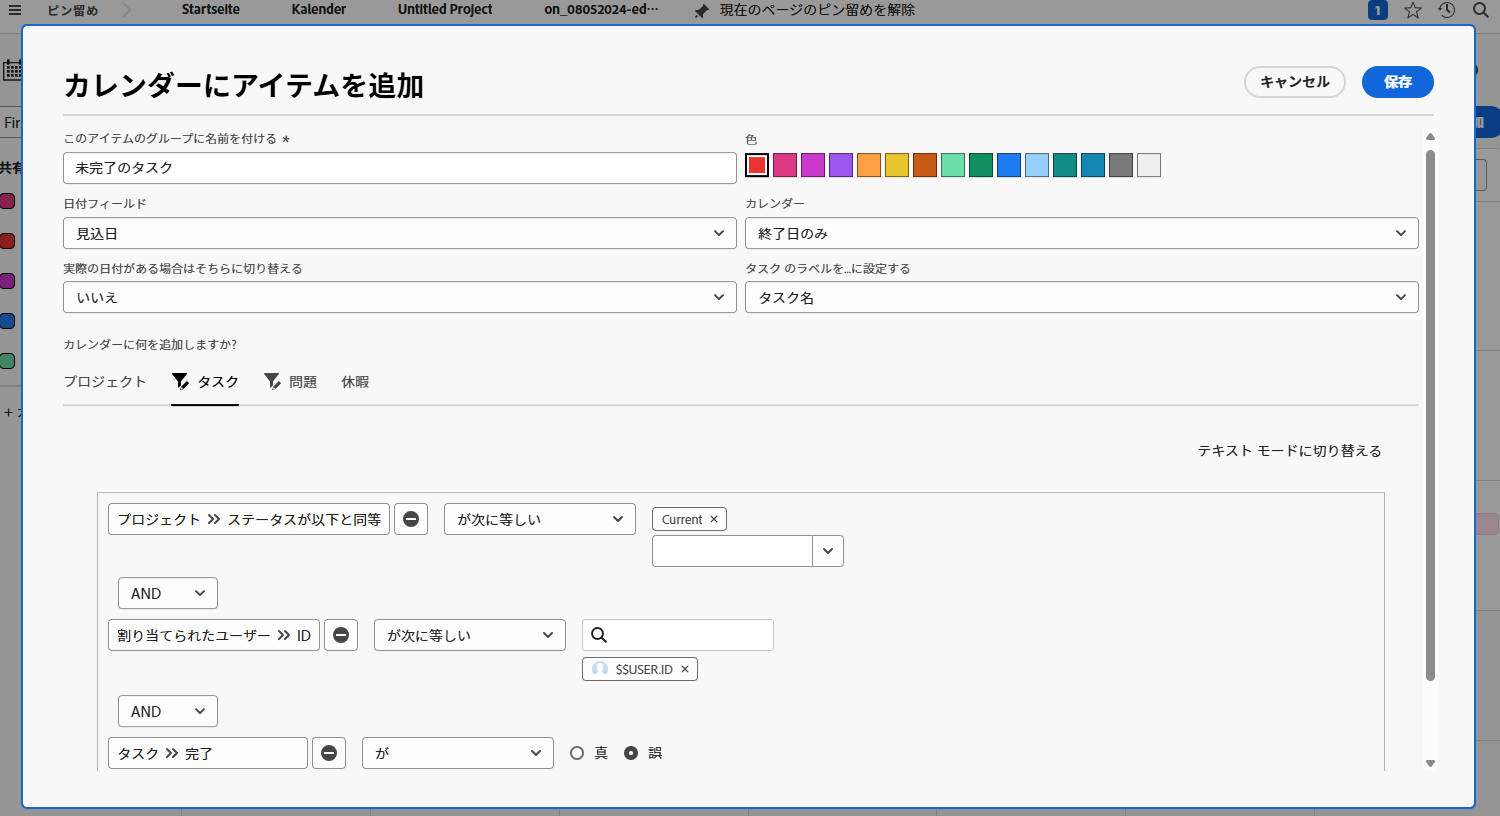 ピン留め Startseite Kalender Untitled Project on_08052024-ed… 現在のページのピン留めを解除 1
カレンダーにアイテムを追加 キャンセル 保存
このアイテムのグループに名前を付ける * 色
未完了のタスク
日付フィールド カレンダー
見込日 終了日のみ
実際の日付がある場合はそちらに切り替える タスク のラベルを...に設定する
いいえ タスク名
カレンダーに何を追加しますか?
プロジェクト タスク 問題 休暇
テキスト モードに切り替える
プロジェクト ステータスが以下と同等 が次に等しい Current ×
AND
割り当てられたユーザー ID が次に等しい
$$USER.ID ×
AND
タスク 完了 が 真 誤
Fir
共有
+